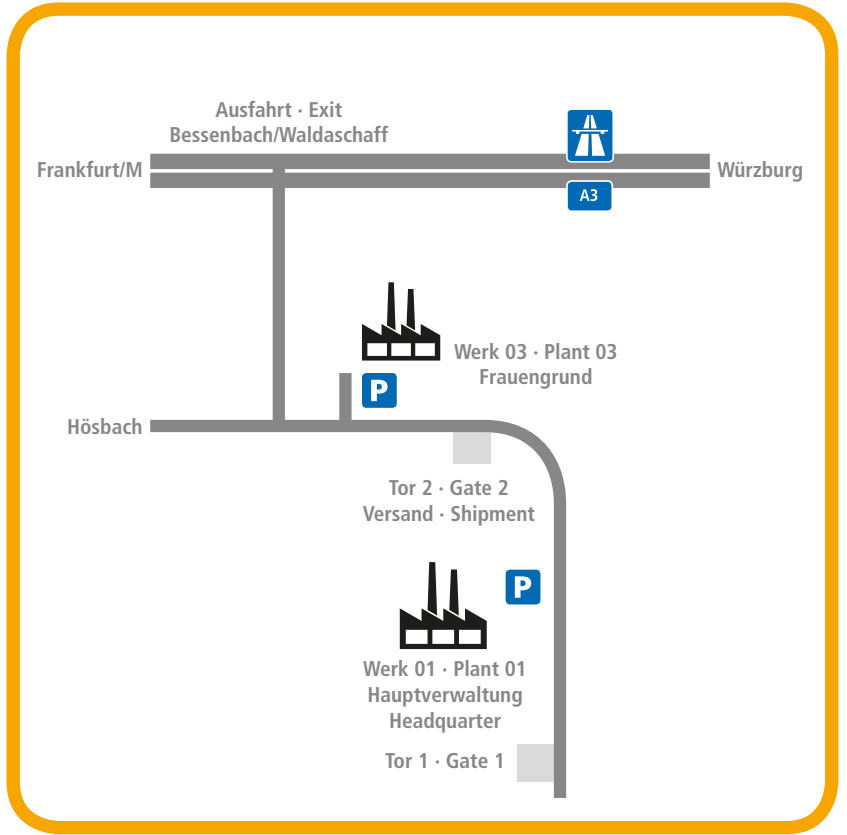 Ausfahrt · Exit
Bessenbach/Waldaschaff
Frankfurt/M
Würzburg
A3
Werk 03 · Plant 03
Frauengrund
P
Hösbach
Tor 2 · Gate 2
Versand · Shipment
P
Werk 01 · Plant 01
Hauptverwaltung
Headquarter
Tor 1 · Gate 1